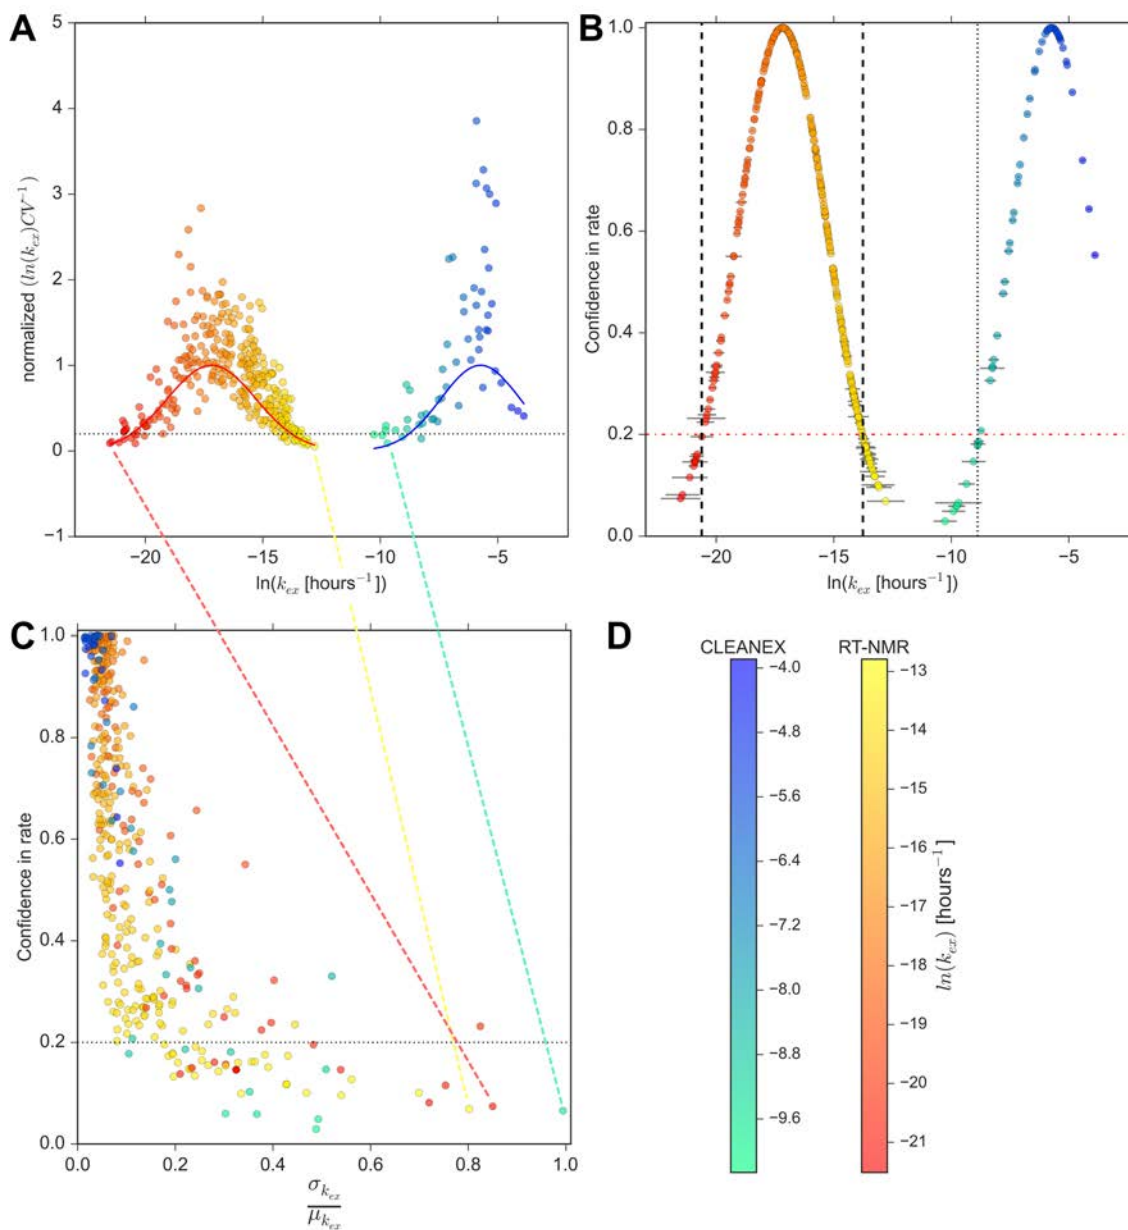 A
5
4
3
2
1
0
−1
normalized (ln(k_ex)CV^−1
−20 −15 −10 −5
ln(k_ex [hours^−1])
B
1.0
0.8
0.6
0.4
0.2
0.0
Confidence in rate
−20 −15 −10 −5
ln(k_ex [hours^−1])
C
1.0
0.8
0.6
0.4
0.2
0.0
Confidence in rate
0.0 0.2 0.4 0.6 0.8 1.0
σ_k_ex
μ_k_ex
D
CLEANEX RT-NMR
−4.0
−4.8
−5.6
−6.4
−7.2
−8.0
−8.8
−9.6
−13
−14
−15
−16
−17
−18
−19
−20
−21
ln(k_ex) [hours^−1]